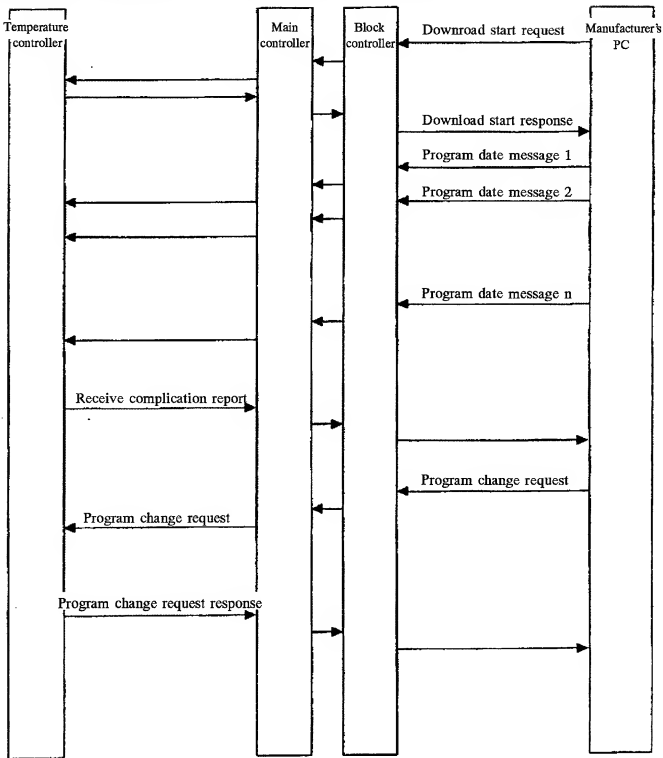 Temperature
controller
Main
controller
Block
controller
Manufacturer's
PC
Downroad start request
Downroad start response
Program date message 1
Program date message 2
Program date message n
Receive complication report
Program change request
Program change request
Program change request response